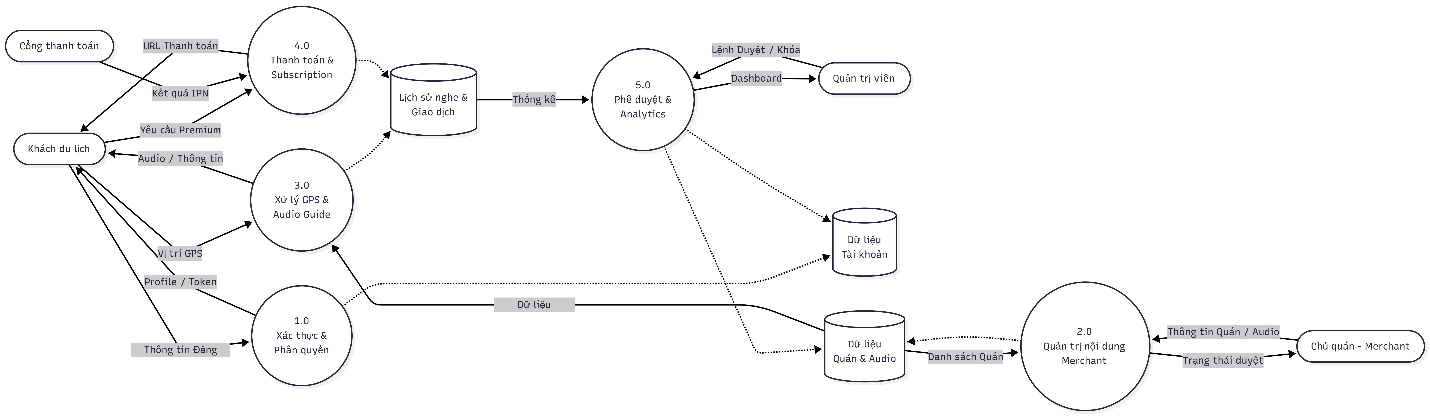 Cổng thanh toán
URL Thanh toán
4.0
Thanh toán &
Subscription
Kết quả IPN
Yêu cầu Premium
Khách du lịch
Audio / Thông tin
3.0
Xử lý GPS &
Audio Guide
Vị trí GPS
Profile / Token
1.0
Xác thực &
Phân quyền
Thông tin Đăng
Lịch sử nghe &
Giao dịch
Thống kê
5.0
Phê duyệt &
Analytics
Lệnh Duyệt / Khóa
Dashboard
Quản trị viên
Dữ liệu
Tài khoản
Dữ liệu
Dữ liệu
Quán & Audio
Danh sách Quán
2.0
Quản trị nội dung
Merchant
Thông tin Quán / Audio
Trạng thái duyệt
Chủ quán - Merchant